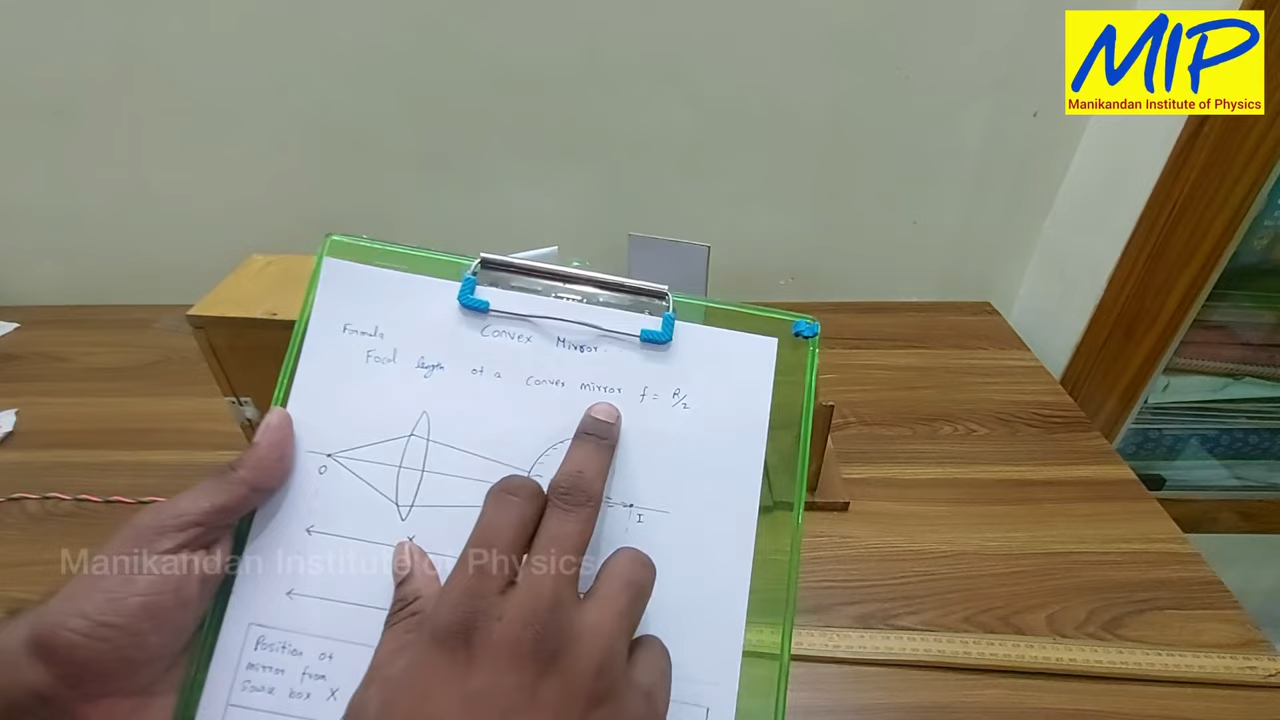 MIP
Manikandan Institute of Physics
Convex Mirror.
Formula
Focal length of a convex mirror f = R/2
O
I
X
Manikandan Institute of Physics
Position of
mirror from
Source box X